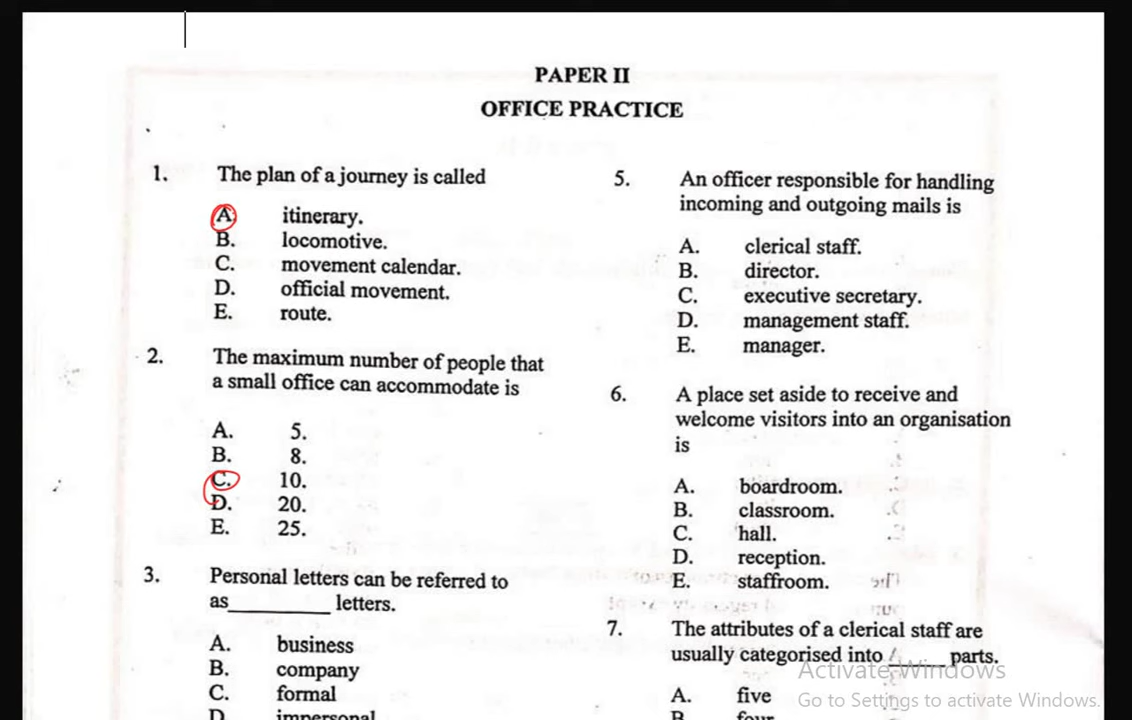 PAPER II
OFFICE PRACTICE
1. The plan of a journey is called
A. itinerary.
B. locomotive.
C. movement calendar.
D. official movement.
E. route.
2. The maximum number of people that
a small office can accommodate is
A. 5.
B. 8.
C. 10.
D. 20.
E. 25.
3. Personal letters can be referred to
as__________ letters.
A. business
B. company
C. formal
D. impersonal
5. An officer responsible for handling
incoming and outgoing mails is
A. clerical staff.
B. director.
C. executive secretary.
D. management staff.
E. manager.
6. A place set aside to receive and
welcome visitors into an organisation
is
A. boardroom.
B. classroom.
C. hall.
D. reception.
E. staffroom.
7. The attributes of a clerical staff are
usually categorised into ______ parts.
A. five
B. four
Activate Windows
Go to Settings to activate Windows.